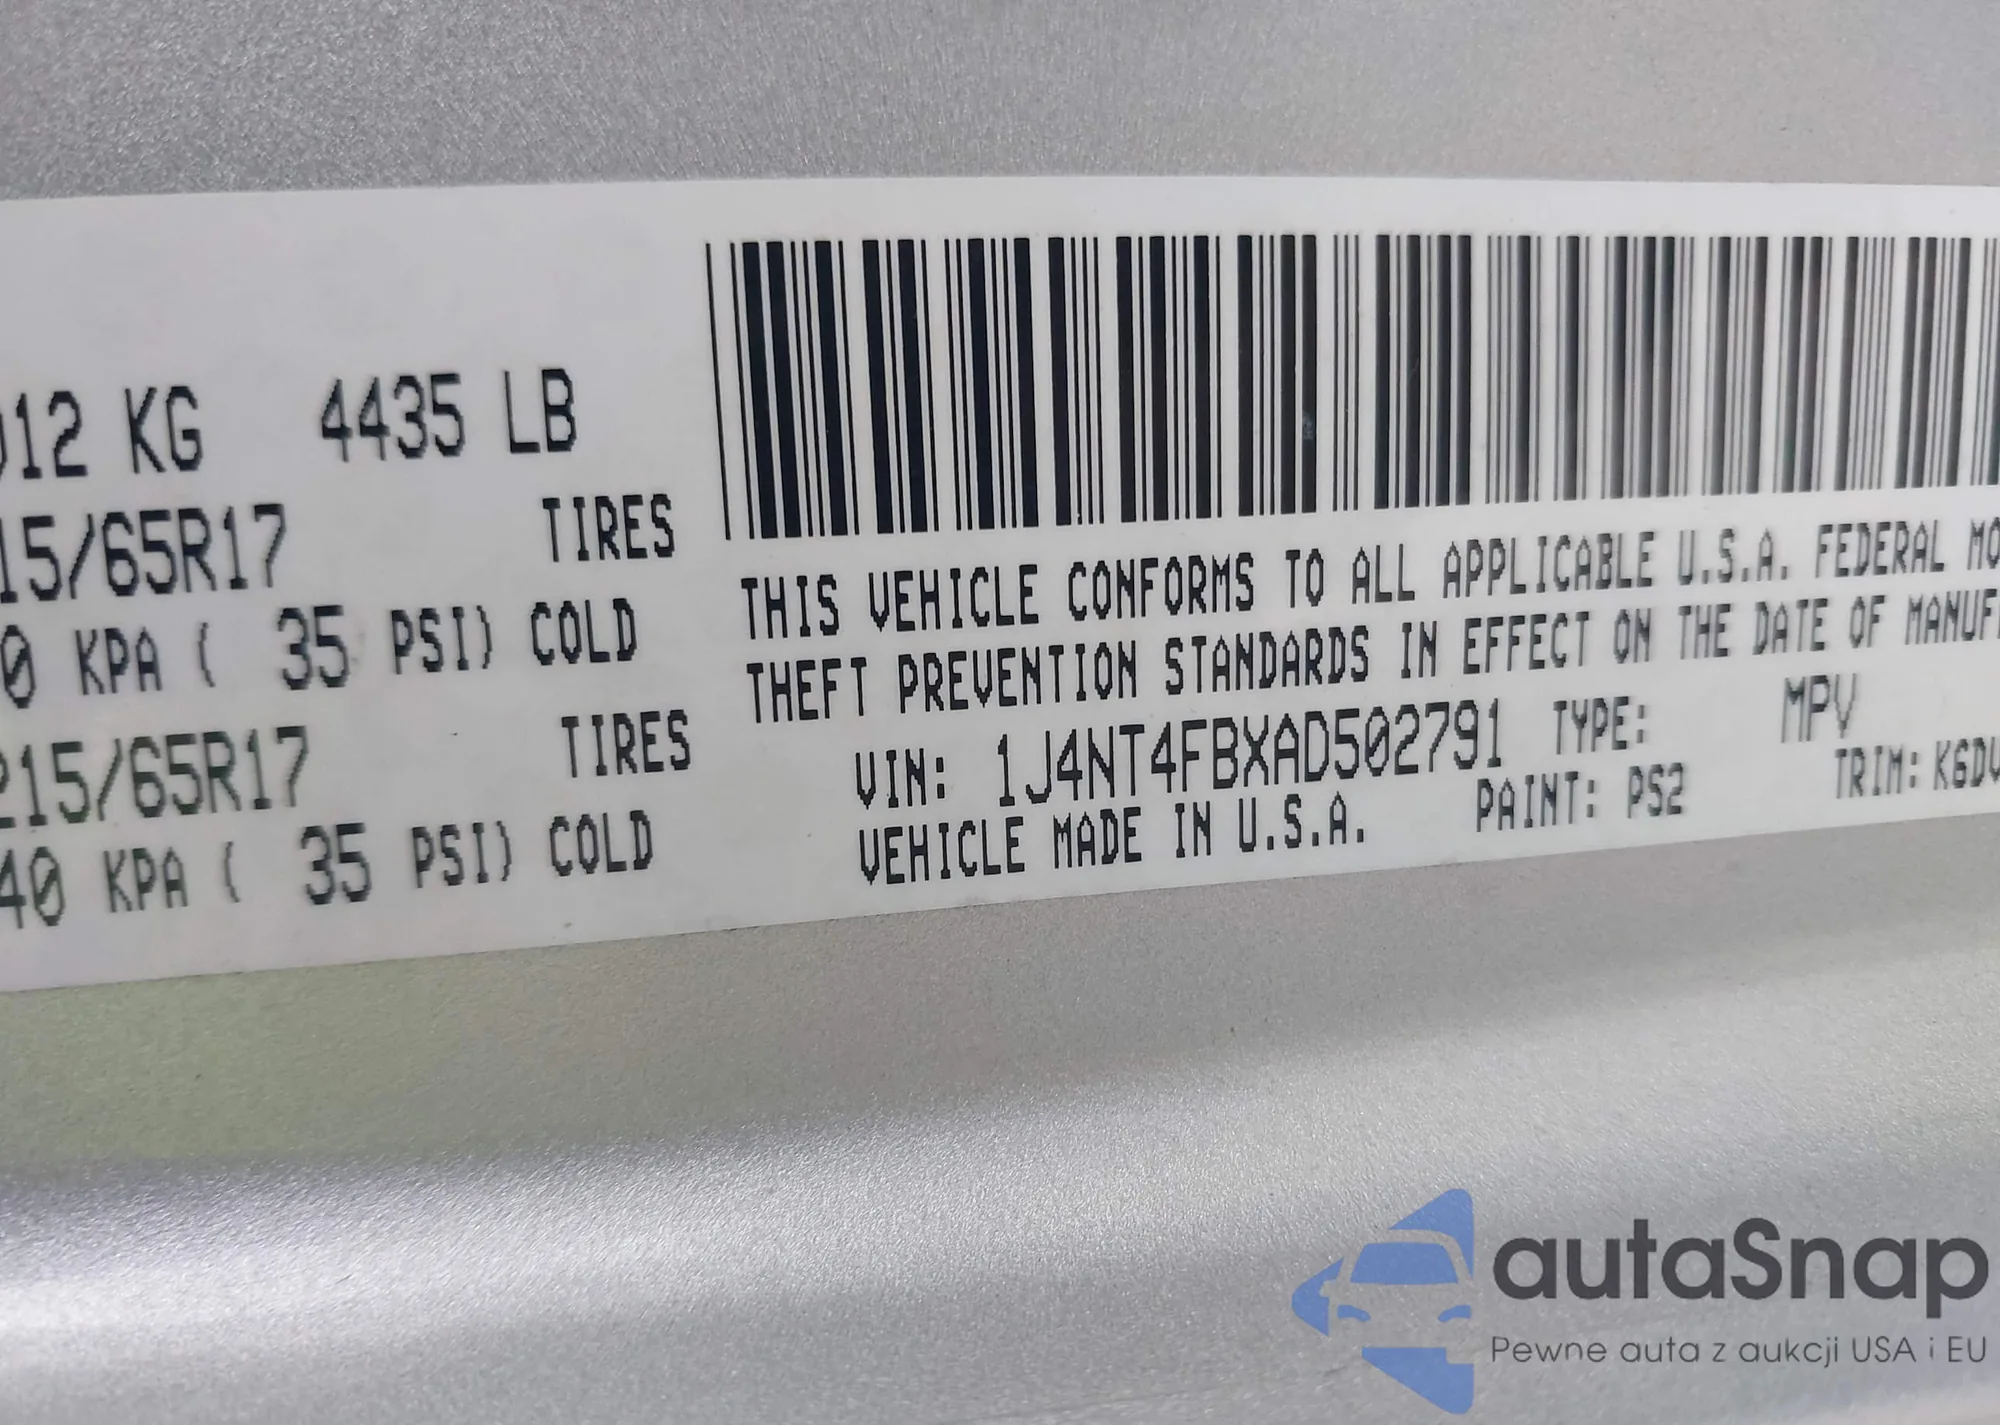 012 KG 4435 LB
15/65R17 TIRES
0 KPA ( 35 PSI) COLD
215/65R17 TIRES
40 KPA ( 35 PSI) COLD
THIS VEHICLE CONFORMS TO ALL APPLICABLE U.S.A. FEDERAL MO
THEFT PREVENTION STANDARDS IN EFFECT ON THE DATE OF MANUF
VIN: 1J4NT4FBXAD502791 TYPE: MPV
VEHICLE MADE IN U.S.A. PAINT: PS2 TRIM: KGDV
autaSnap
Pewne auta z aukcji USA i EU